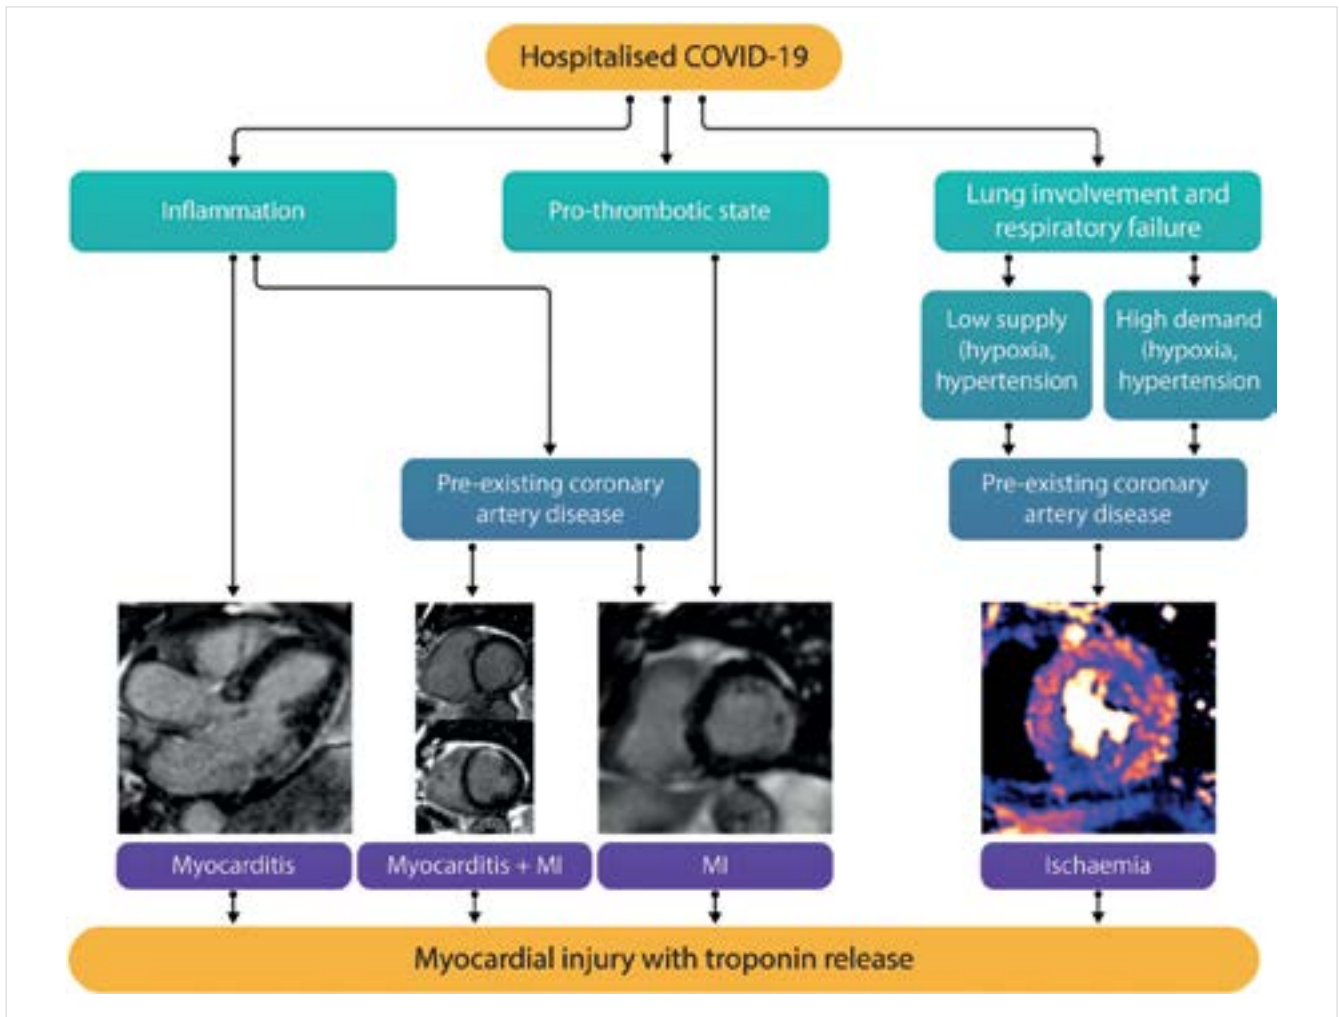 Hospitalised COVID-19
Inflammation
Pro-thrombotic state
Lung involvement and
respiratory failure
Low supply
(hypoxia,
hypertension
High demand
(hypoxia,
hypertension
Pre-existing coronary
artery disease
Pre-existing coronary
artery disease
Myocarditis
Myocarditis + MI
MI
Ischaemia
Myocardial injury with troponin release